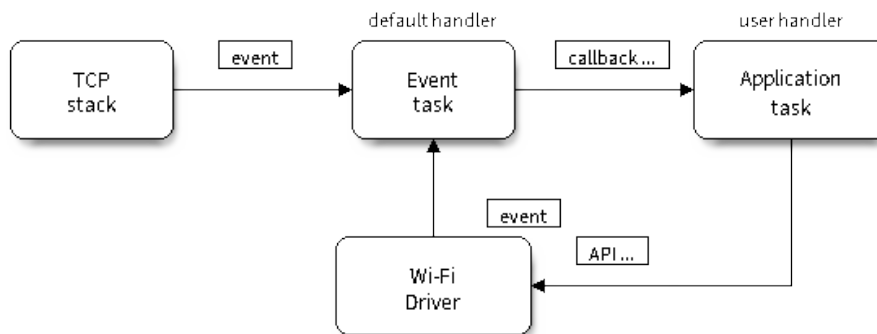 default handler
user handler
event
callback ...
TCP
stack
Event
task
Application
task
event
API ...
Wi-Fi
Driver